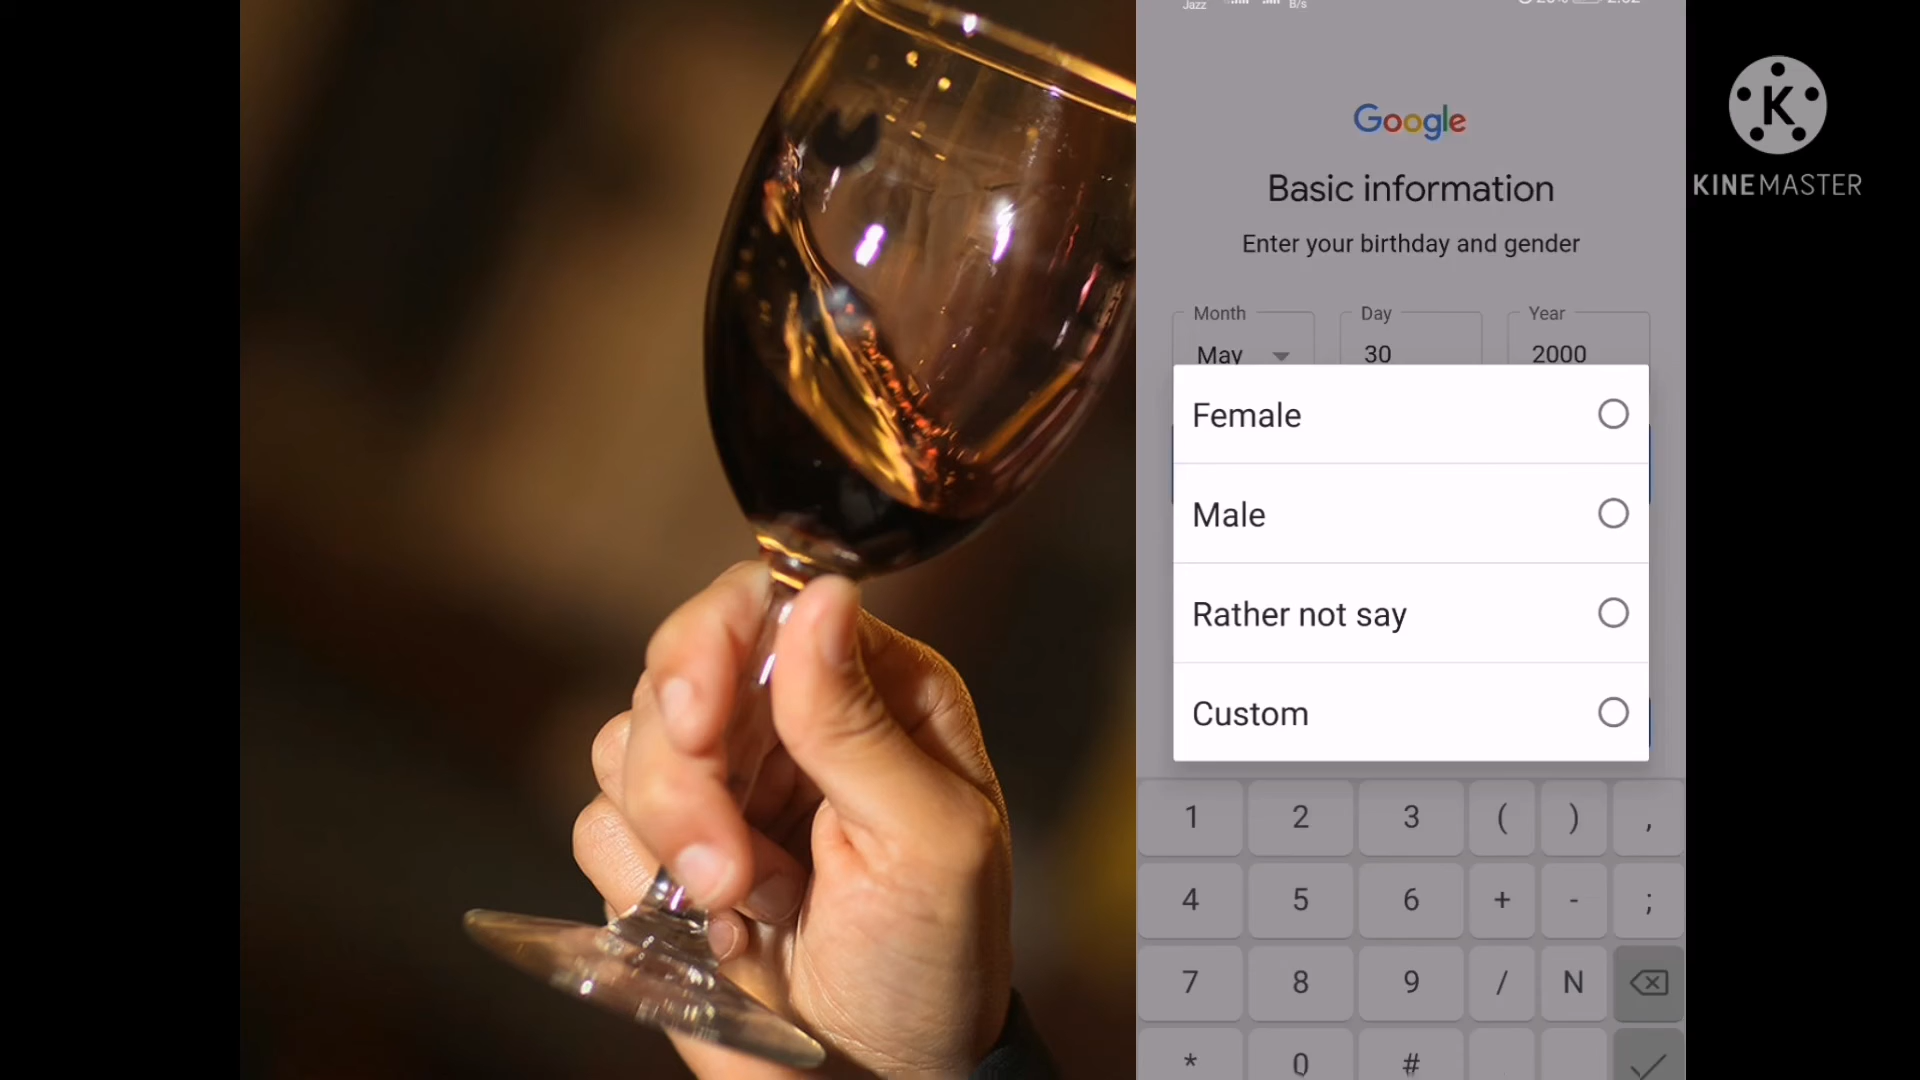 Jazz
B/s
Google
Basic information
Enter your birthday and gender
Month Day Year
May 30 2000
Female
Male
Rather not say
Custom
1 2 3 ( ) ,
4 5 6 + - ;
7 8 9 / N
* 0 #
K
KINEMASTER